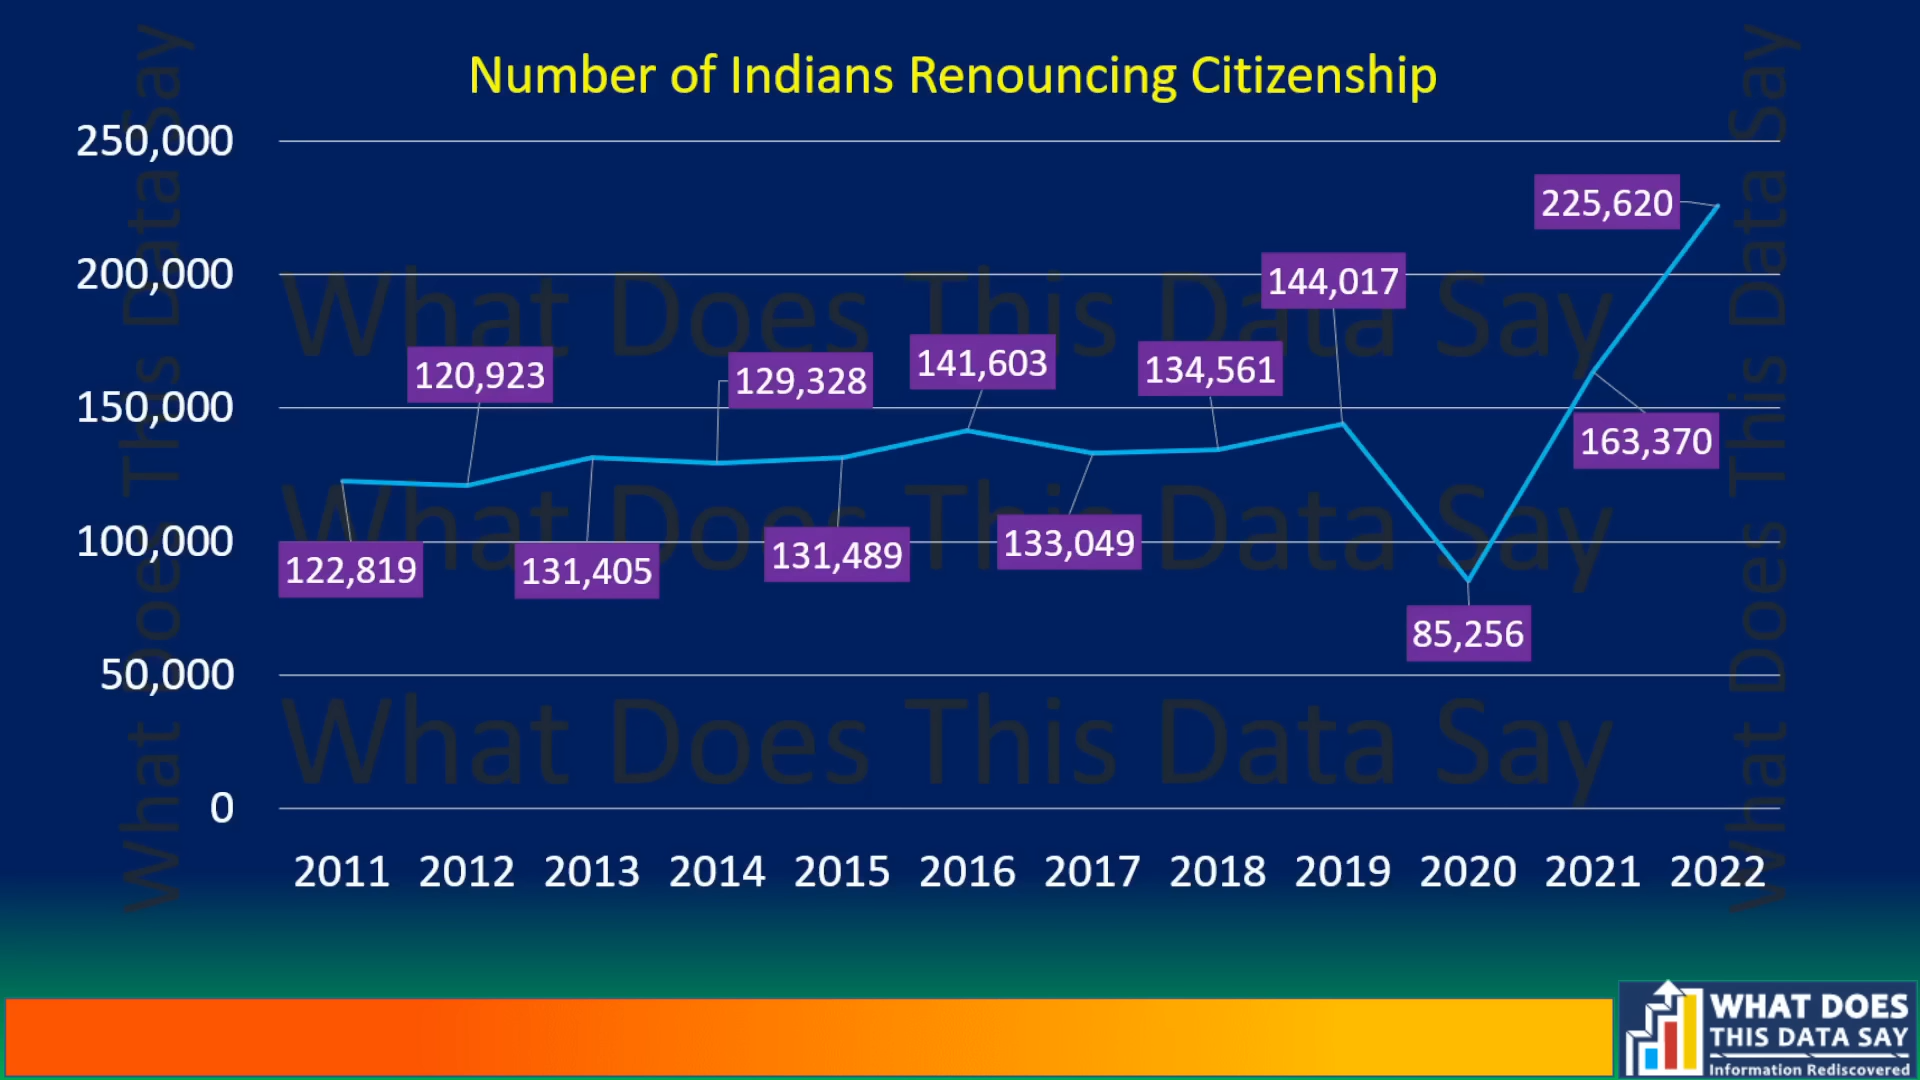 Number of Indians Renouncing Citizenship
250,000
200,000
150,000
100,000
50,000
0
122,819
120,923
131,405
129,328
131,489
141,603
133,049
134,561
144,017
85,256
163,370
225,620
2011 2012 2013 2014 2015 2016 2017 2018 2019 2020 2021 2022
What Does This Data Say
What Does This Data Say
What Does This Data Say
What Does This Data Say
What Does This Data Say
WHAT DOES
THIS DATA SAY
Information Rediscovered